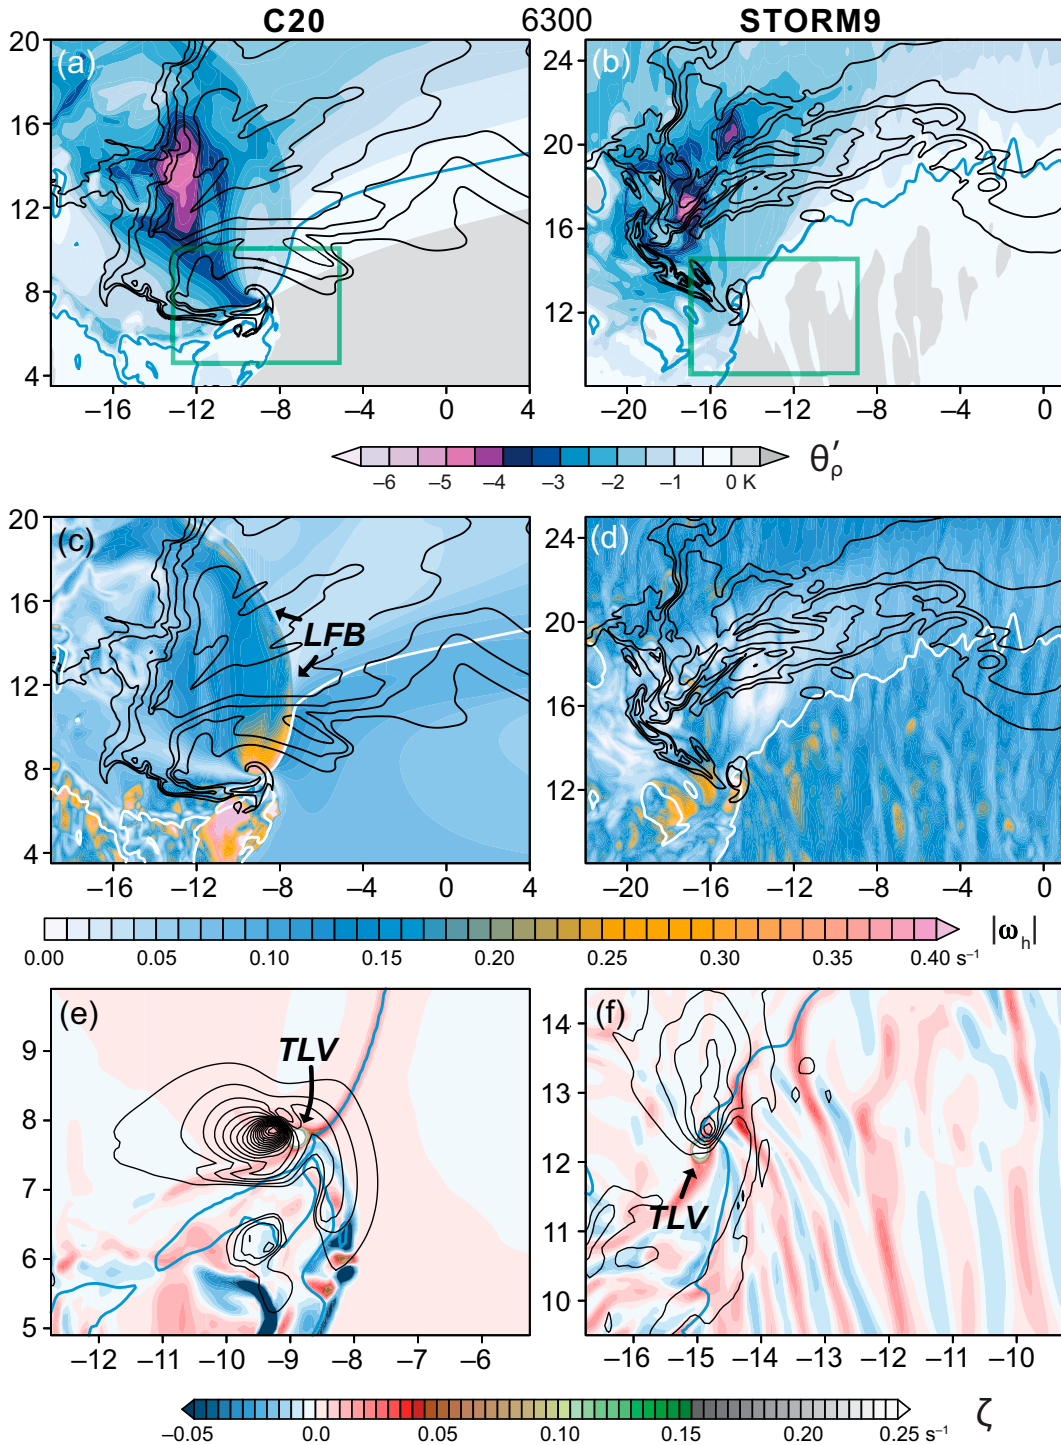 C20 6300 STORM9
(a) (b)
20 16 12 8 4
−16 −12 −8 −4 0 4
24 20 16 12
−20 −16 −12 −8 −4 0
−6 −5 −4 −3 −2 −1 0 K θρ′
(c) (d)
LFB
20 16 12 8 4
−16 −12 −8 −4 0 4
24 20 16 12
−20 −16 −12 −8 −4 0
0.00 0.05 0.10 0.15 0.20 0.25 0.30 0.35 0.40 s⁻¹ |ωh|
(e) (f)
TLV
9 8 7 6 5
−12 −11 −10 −9 −8 −7 −6
TLV
14 13 12 11 10
−16 −15 −14 −13 −12 −11 −10
−0.05 0.0 0.05 0.10 0.15 0.20 0.25 s⁻¹ ζ